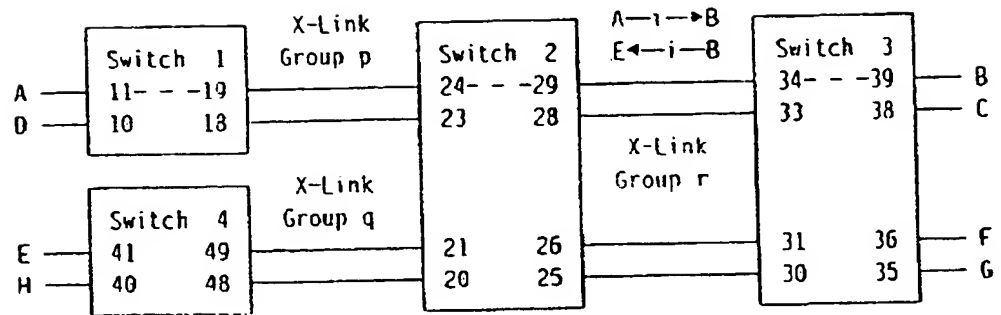 X-Link
Group p
A—i—►B
E◄—i—B
Switch 1
Switch 2
Switch 3
A
11- - -19
24- - -29
34- - -39
B
D
10 18
23 28
33 38
C
X-Link
Group q
X-Link
Group r
Switch 4
E
41 49
21 26
31 36
F
H
40 48
20 25
30 35
G